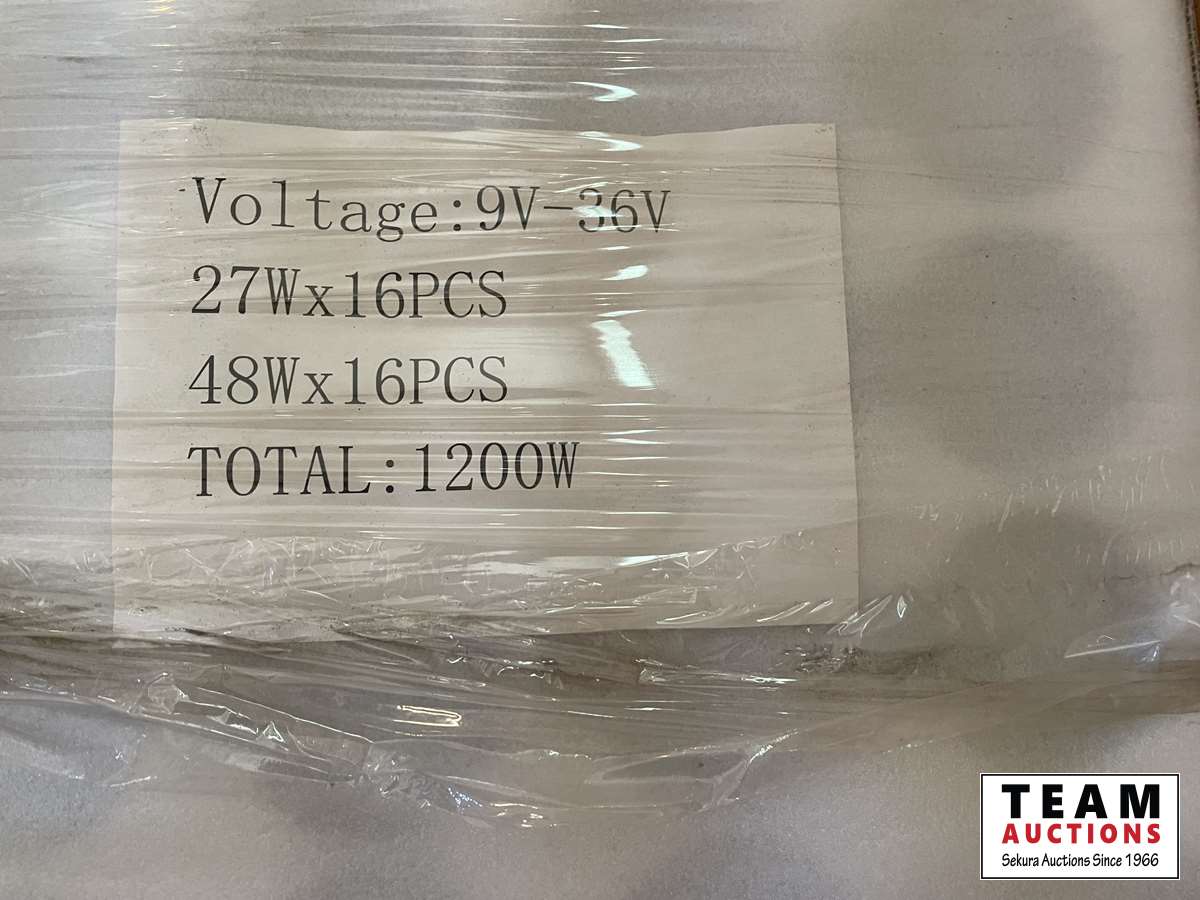 Voltage:9V-36V
27Wx16PCS
48Wx16PCS
TOTAL:1200W
TEAM
AUCTIONS
Sekura Auctions Since 1966